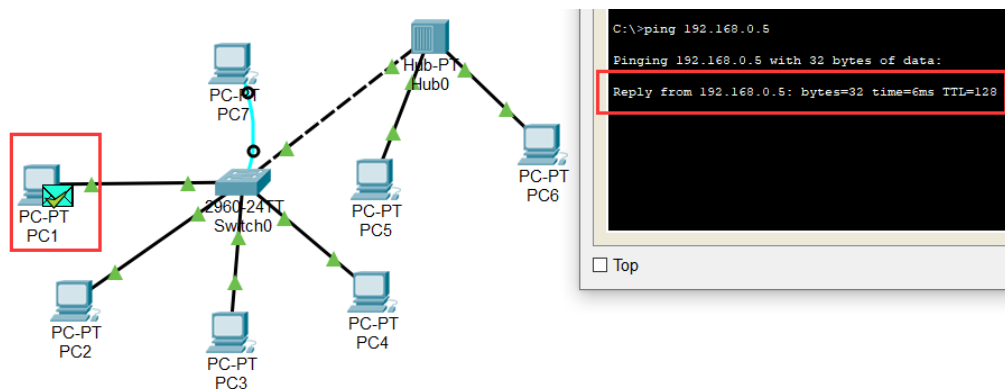 C:\>ping 192.168.0.5
Pinging 192.168.0.5 with 32 bytes of data:
Reply from 192.168.0.5: bytes=32 time=6ms TTL=128
Top
Hub-PT
Hub0
PC-PT
PC7
PC-PT
PC1
2960-24TT
Switch0
PC-PT
PC5
PC-PT
PC6
PC-PT
PC2
PC-PT
PC3
PC-PT
PC4